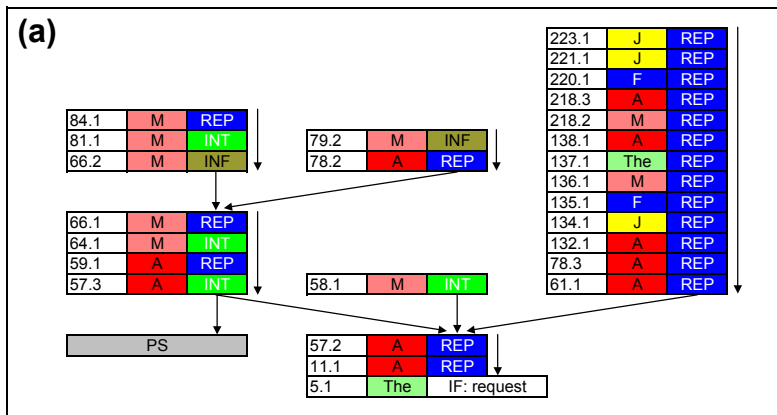 (a)
84.1 M REP
81.1 M INT
66.2 M INF
79.2 M INF
78.2 A REP
223.1 J REP
221.1 J REP
220.1 F REP
218.3 A REP
218.2 M REP
138.1 A REP
137.1 The REP
136.1 M REP
135.1 F REP
134.1 J REP
132.1 A REP
78.3 A REP
61.1 A REP
66.1 M REP
64.1 M INT
59.1 A REP
57.3 A INT
58.1 M INT
PS
57.2 A REP
11.1 A REP
5.1 The IF: request